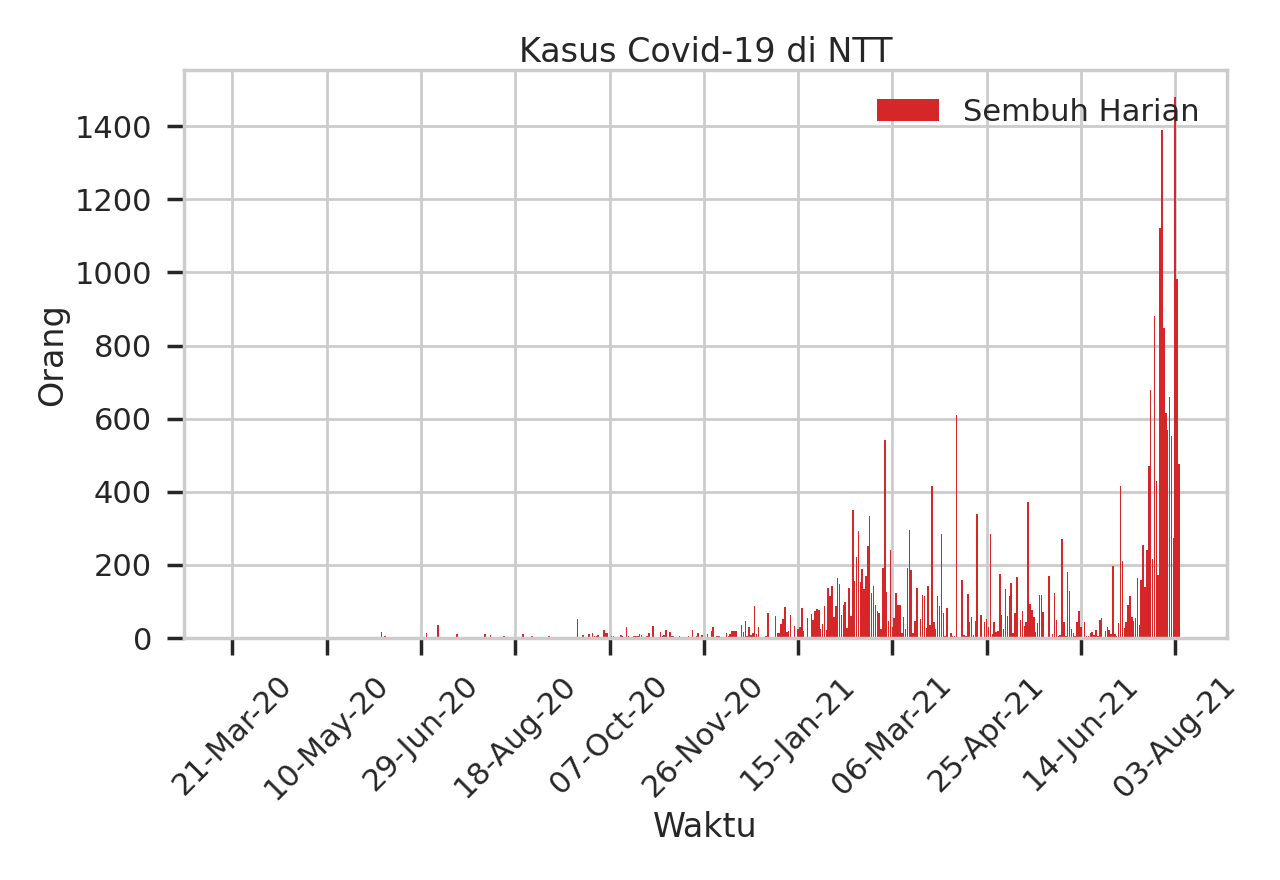 Kasus Covid-19 di NTT
Sembuh Harian
Orang
1400
1200
1000
800
600
400
200
0
21-Mar-20
10-May-20
29-Jun-20
18-Aug-20
07-Oct-20
26-Nov-20
15-Jan-21
06-Mar-21
25-Apr-21
14-Jun-21
03-Aug-21
Waktu